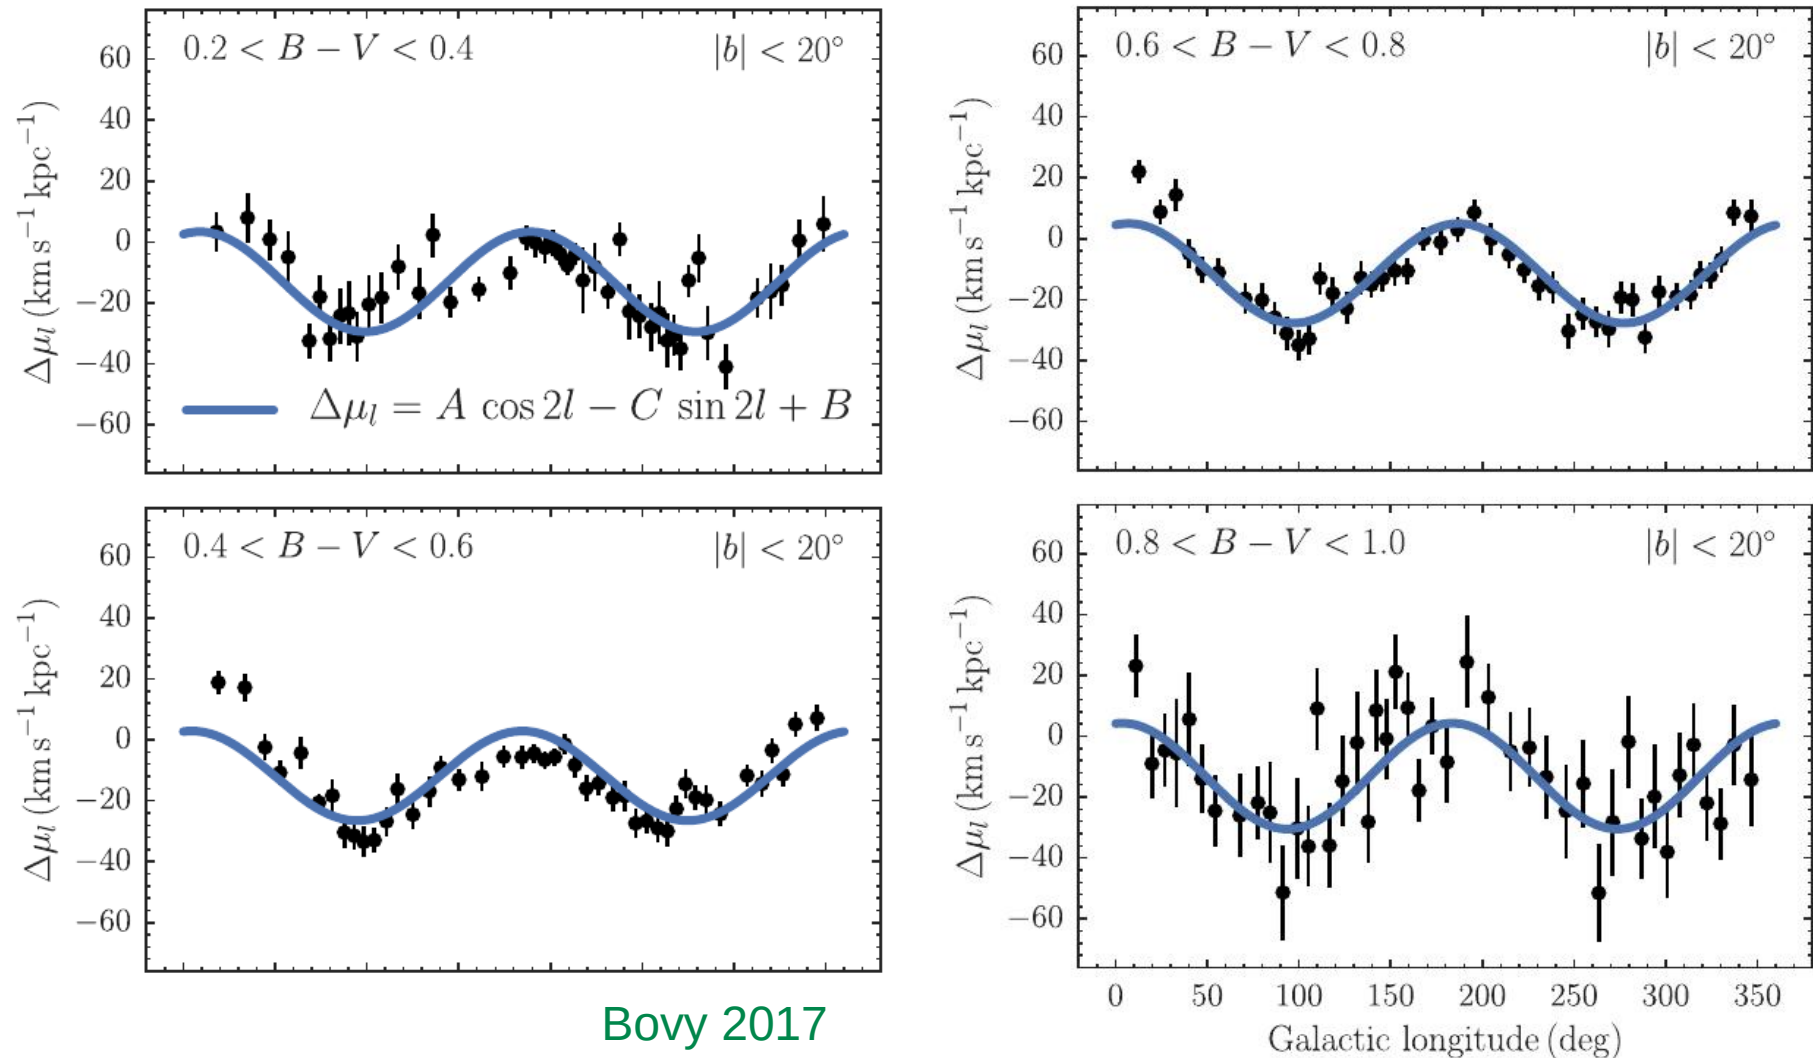 0.2 < B − V < 0.4 |b| < 20°
60
40
20
0
−20
−40
−60
Δμ_l (km s⁻¹ kpc⁻¹)
Δμ_l = A cos 2l − C sin 2l + B
0.6 < B − V < 0.8 |b| < 20°
60
40
20
0
−20
−40
−60
Δμ_l (km s⁻¹ kpc⁻¹)
0.4 < B − V < 0.6 |b| < 20°
60
40
20
0
−20
−40
−60
Δμ_l (km s⁻¹ kpc⁻¹)
0.8 < B − V < 1.0 |b| < 20°
60
40
20
0
−20
−40
−60
Δμ_l (km s⁻¹ kpc⁻¹)
0 50 100 150 200 250 300 350
Galactic longitude (deg)
Bovy 2017